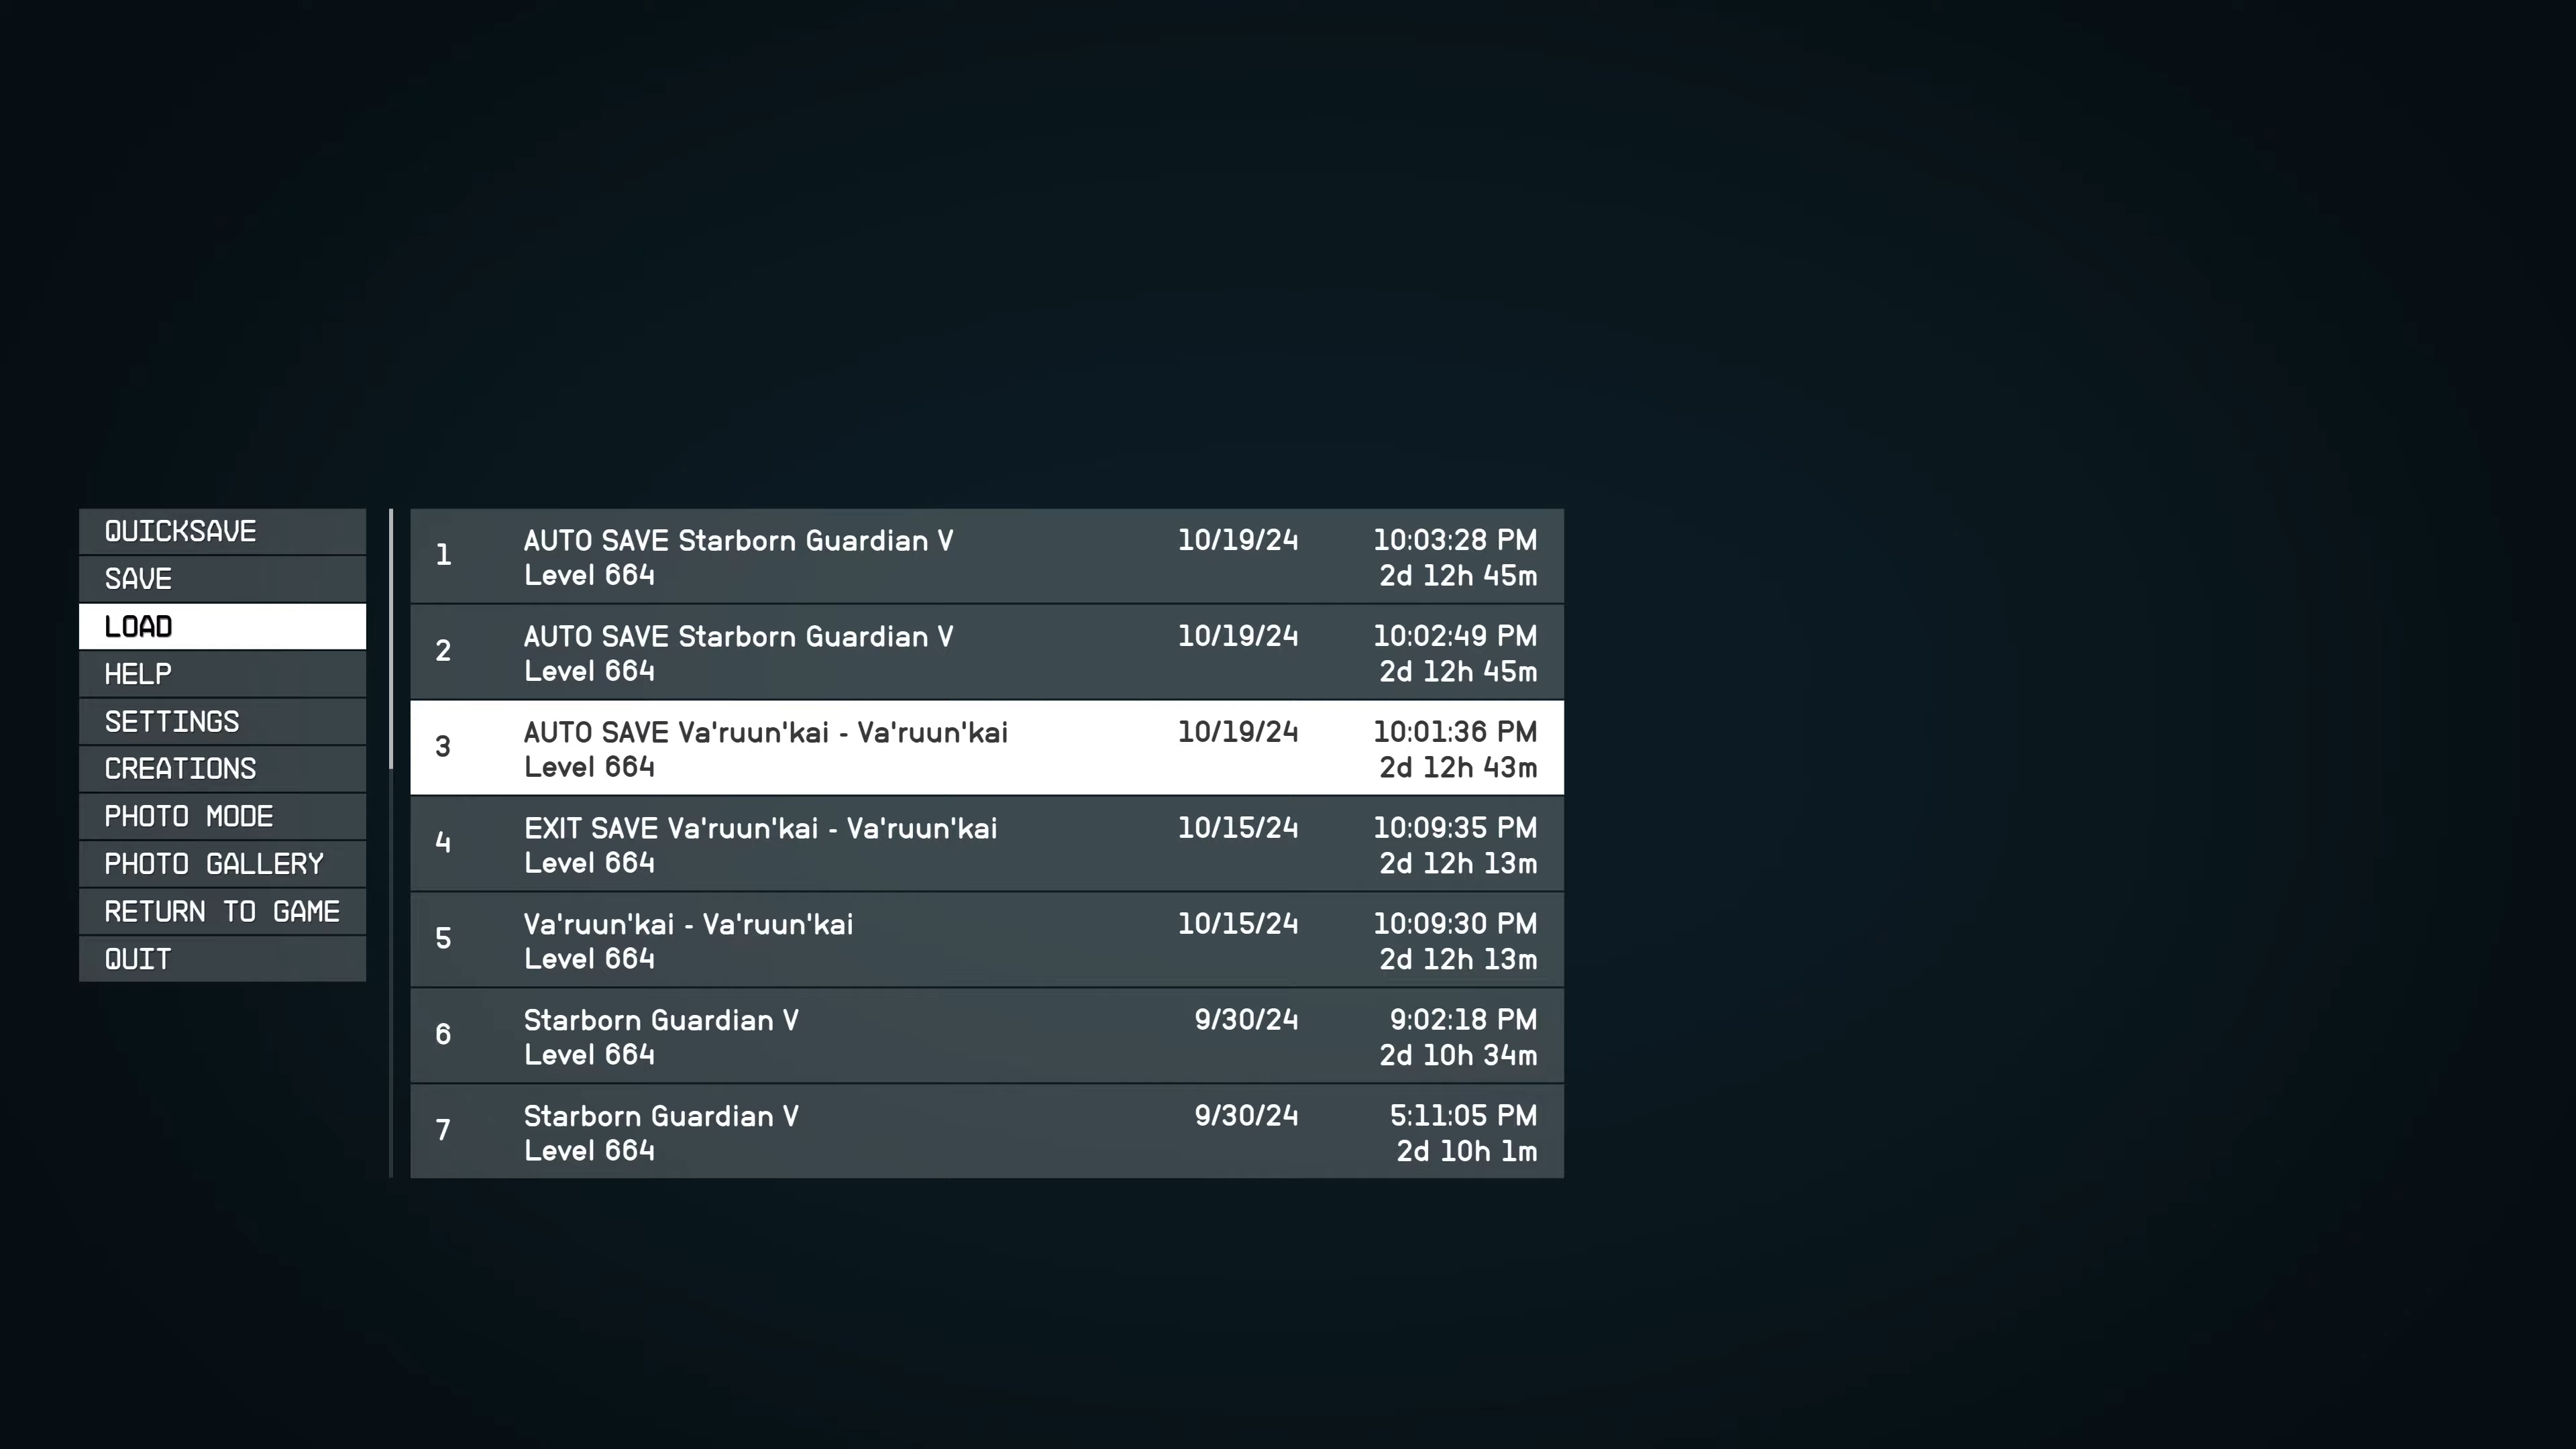 QUICKSAVE
SAVE
LOAD
HELP
SETTINGS
CREATIONS
PHOTO MODE
PHOTO GALLERY
RETURN TO GAME
QUIT
1 AUTO SAVE Starborn Guardian V 10/19/24 10:03:28 PM
Level 664 2d 12h 45m
2 AUTO SAVE Starborn Guardian V 10/19/24 10:02:49 PM
Level 664 2d 12h 45m
3 AUTO SAVE Va'ruun'kai - Va'ruun'kai 10/19/24 10:01:36 PM
Level 664 2d 12h 43m
4 EXIT SAVE Va'ruun'kai - Va'ruun'kai 10/15/24 10:09:35 PM
Level 664 2d 12h 13m
5 Va'ruun'kai - Va'ruun'kai 10/15/24 10:09:30 PM
Level 664 2d 12h 13m
6 Starborn Guardian V 9/30/24 9:02:18 PM
Level 664 2d 10h 34m
7 Starborn Guardian V 9/30/24 5:11:05 PM
Level 664 2d 10h 1m